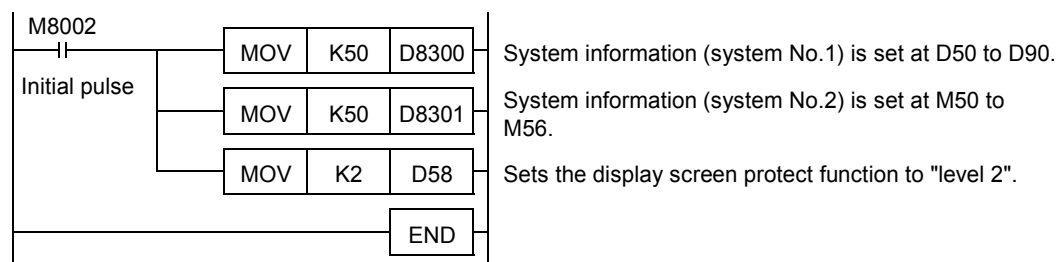 M8002
MOV K50 D8300
System information (system No.1) is set at D50 to D90.
Initial pulse
MOV K50 D8301
System information (system No.2) is set at M50 to
M56.
MOV K2 D58
Sets the display screen protect function to "level 2".
END